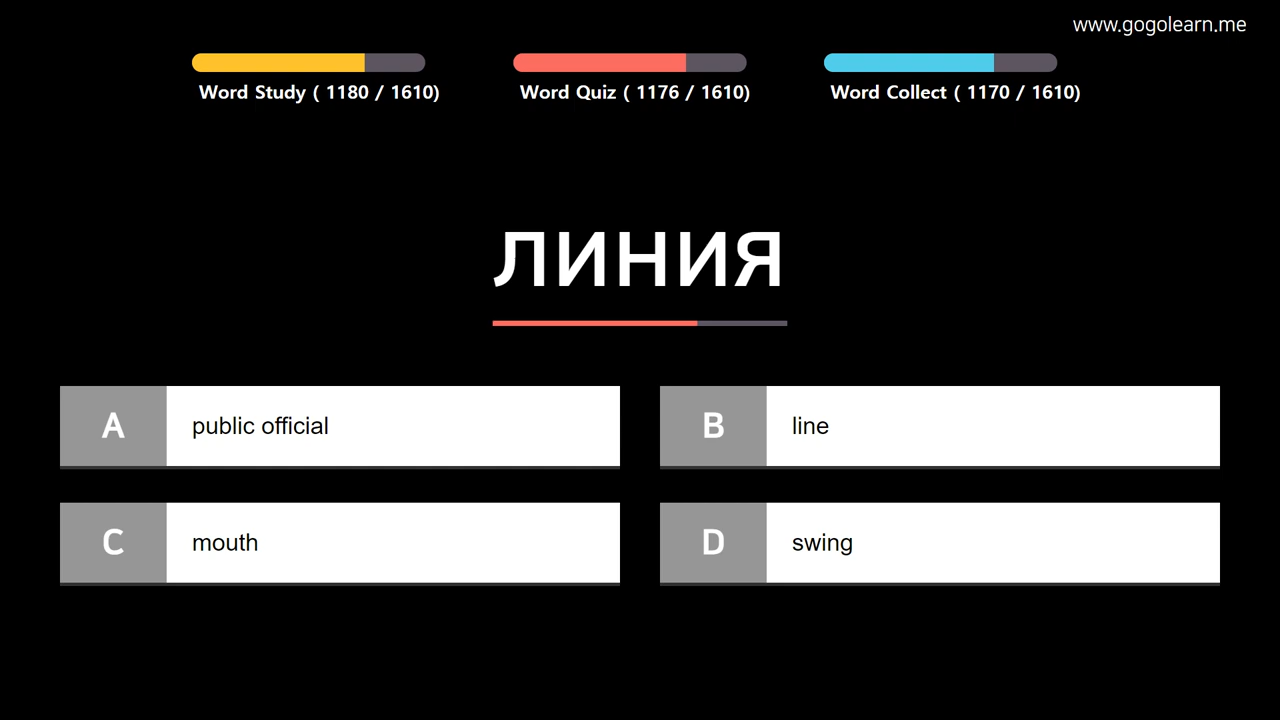 www.gogolearn.me
Word Study ( 1180 / 1610)
Word Quiz ( 1176 / 1610)
Word Collect ( 1170 / 1610)
ЛИНИЯ
A public official
B line
C mouth
D swing